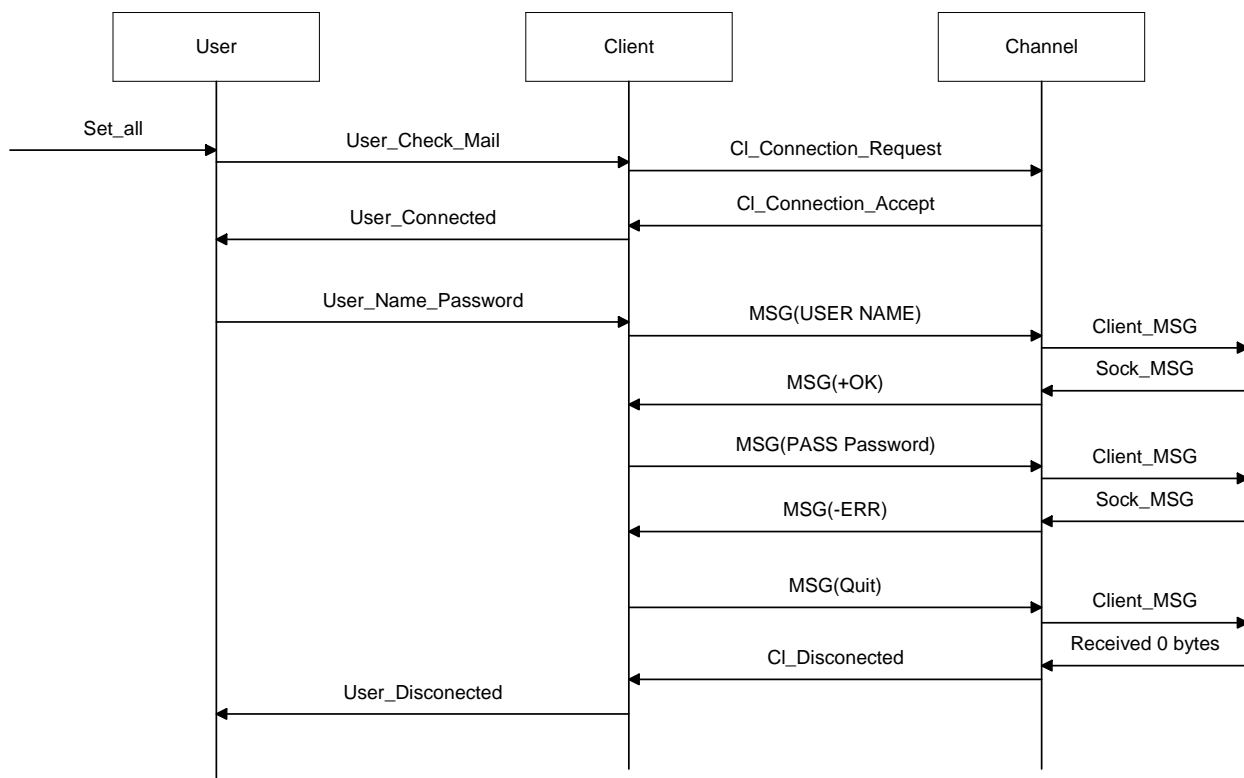 User
Client
Channel
Set_all
User_Check_Mail
Cl_Connection_Request
Cl_Connection_Accept
User_Connected
User_Name_Password
MSG(USER NAME)
Client_MSG
Sock_MSG
MSG(+OK)
MSG(PASS Password)
Client_MSG
Sock_MSG
MSG(-ERR)
MSG(Quit)
Client_MSG
Received 0 bytes
Cl_Disconected
User_Disconected